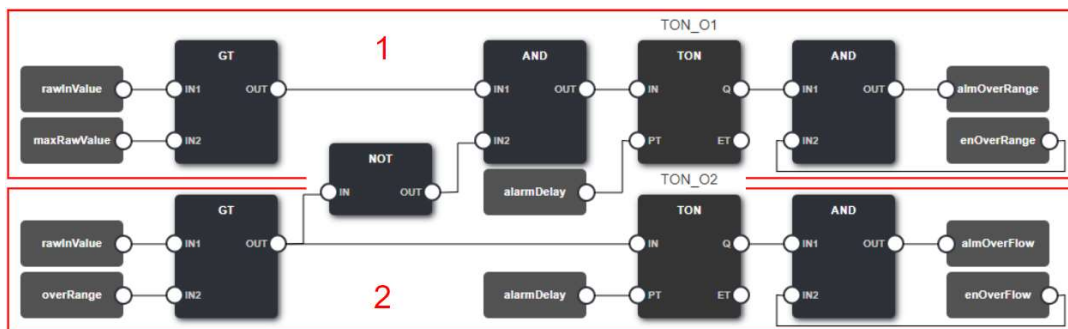 TON_O1
1
GT
AND
TON
AND
rawInValue
IN1
OUT
IN1
OUT
IN
Q
IN1
OUT
almOverRange
maxRawValue
IN2
IN2
PT
ET
IN2
enOverRange
NOT
IN
OUT
alarmDelay
TON_O2
GT
TON
AND
rawInValue
IN1
OUT
IN
Q
IN1
OUT
almOverFlow
overRange
IN2
2
alarmDelay
PT
ET
IN2
enOverFlow